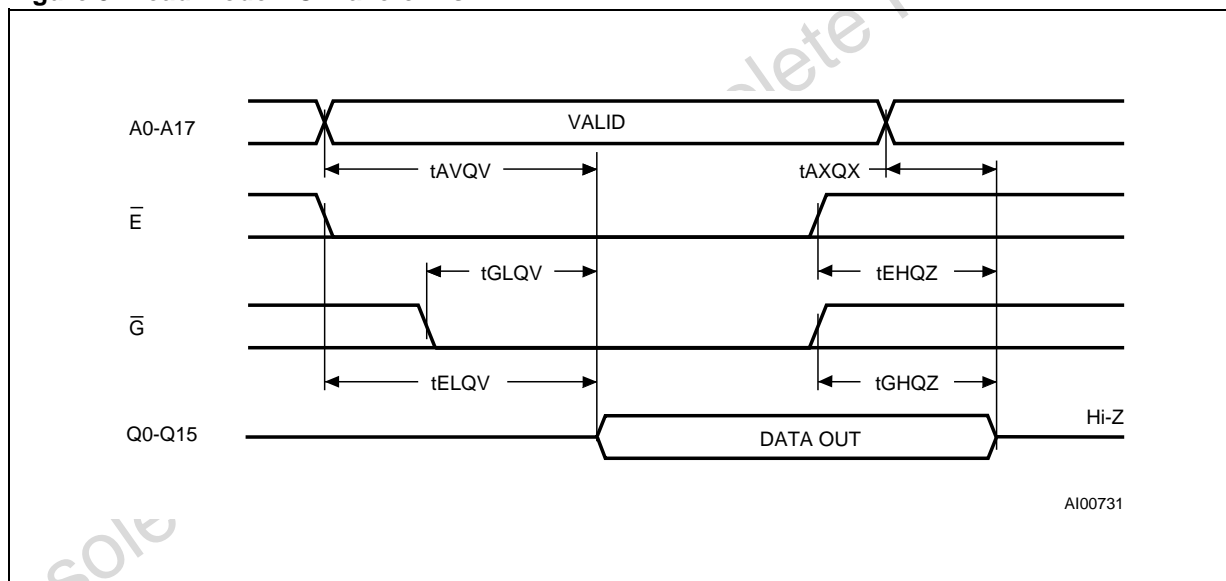 A0-A17
VALID
tAVQV
tAXQX
E
tGLQV
tEHQZ
G
tELQV
tGHQZ
Q0-Q15
DATA OUT
Hi-Z
AI00731